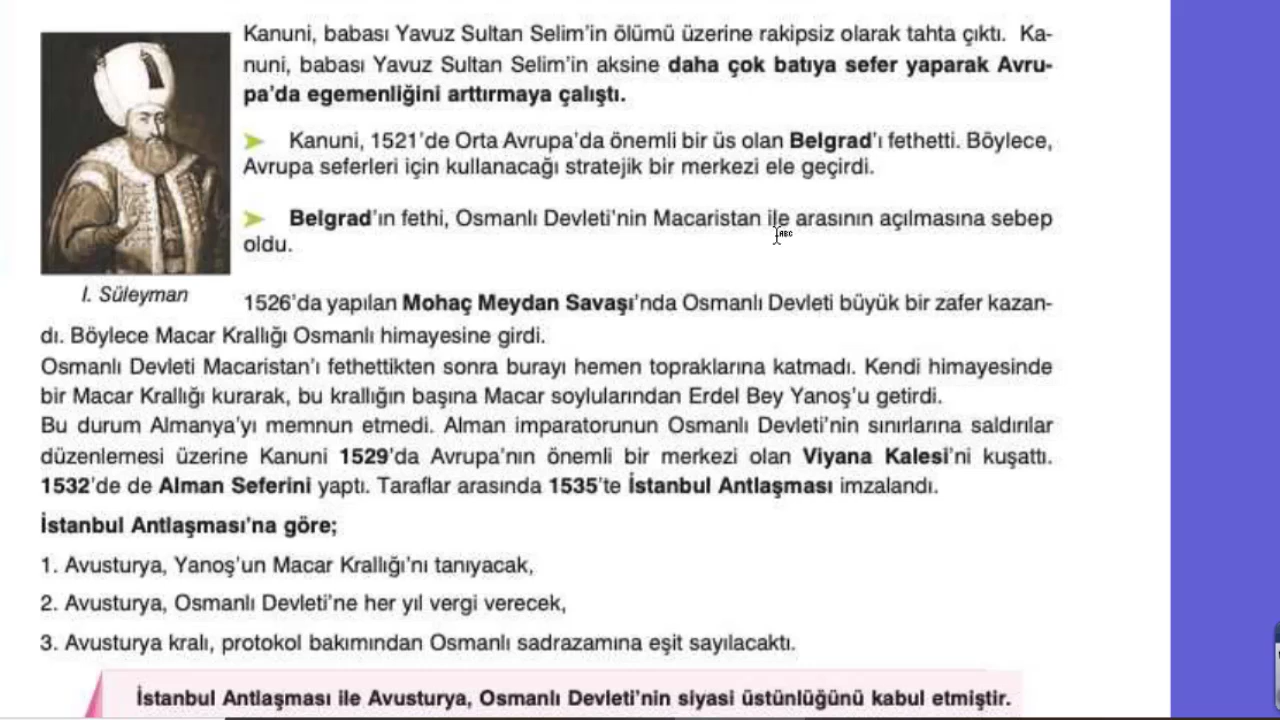 Kanuni, babası Yavuz Sultan Selim'in ölümü üzerine rakipsiz olarak tahta çıktı. Ka-
nuni, babası Yavuz Sultan Selim'in aksine daha çok batıya sefer yaparak Avru-
pa'da egemenliğini arttırmaya çalıştı.
➤ Kanuni, 1521'de Orta Avrupa'da önemli bir üs olan Belgrad'ı fethetti. Böylece,
Avrupa seferleri için kullanacağı stratejik bir merkezi ele geçirdi.
➤ Belgrad'ın fethi, Osmanlı Devleti'nin Macaristan ile arasının açılmasına sebep
oldu.
I. Süleyman
1526'da yapılan Mohaç Meydan Savaşı'nda Osmanlı Devleti büyük bir zafer kazan-
dı. Böylece Macar Krallığı Osmanlı himayesine girdi.
Osmanlı Devleti Macaristan'ı fethettikten sonra burayı hemen topraklarına katmadı. Kendi himayesinde
bir Macar Krallığı kurarak, bu krallığın başına Macar soylularından Erdel Bey Yanoş'u getirdi.
Bu durum Almanya'yı memnun etmedi. Alman imparatorunun Osmanlı Devleti'nin sınırlarına saldırılar
düzenlemesi üzerine Kanuni 1529'da Avrupa'nın önemli bir merkezi olan Viyana Kalesi'ni kuşattı.
1532'de de Alman Seferini yaptı. Taraflar arasında 1535'te İstanbul Antlaşması imzalandı.
İstanbul Antlaşması'na göre;
1. Avusturya, Yanoş'un Macar Krallığı'nı tanıyacak,
2. Avusturya, Osmanlı Devleti'ne her yıl vergi verecek,
3. Avusturya kralı, protokol bakımından Osmanlı sadrazamına eşit sayılacaktı.
İstanbul Antlaşması ile Avusturya, Osmanlı Devleti'nin siyasi üstünlüğünü kabul etmiştir.
ABC